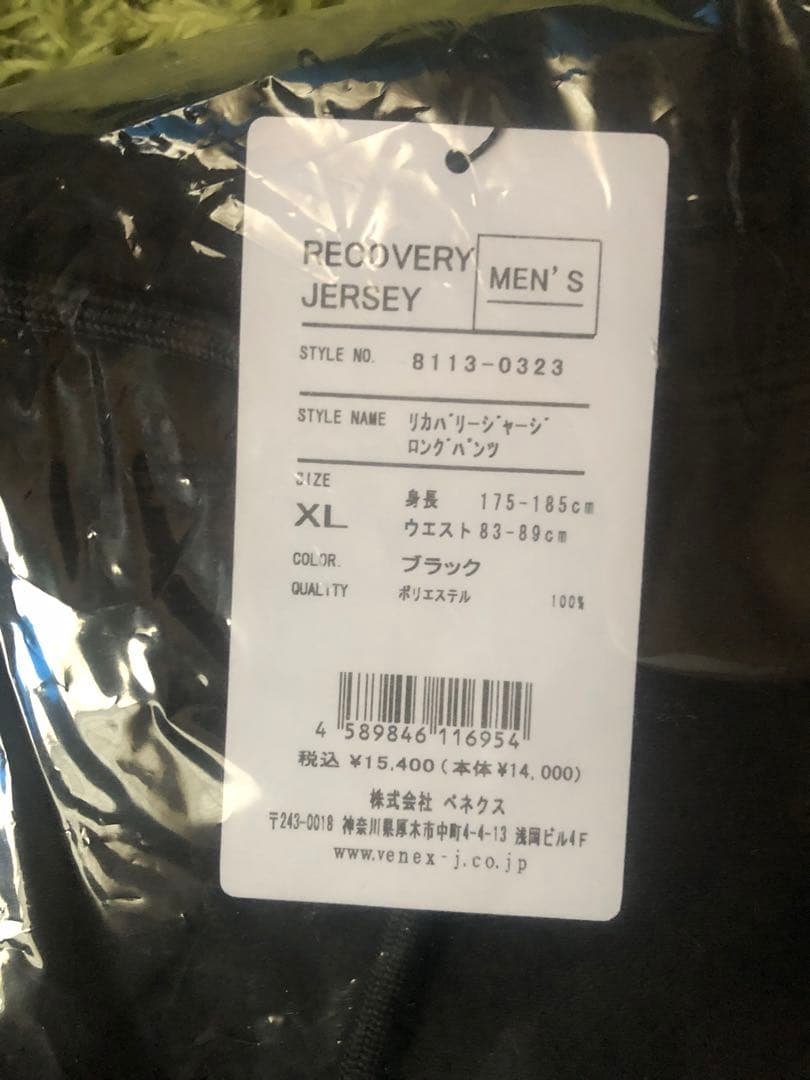 RECOVERY
JERSEY
MEN'S
STYLE NO. 8113-0323
STYLE NAME リカバリージャージ
ロングパンツ
SIZE
XL
身長 175-185cm
ウエスト 83-89cm
COLOR. ブラック
QUALITY ポリエステル 100%
4 589846 116954
税込 ¥15,400(本体¥14,000)
株式会社 ベネクス
〒243-0018 神奈川県厚木市中町4-4-13 浅岡ビル4F
www.venex-j.co.jp